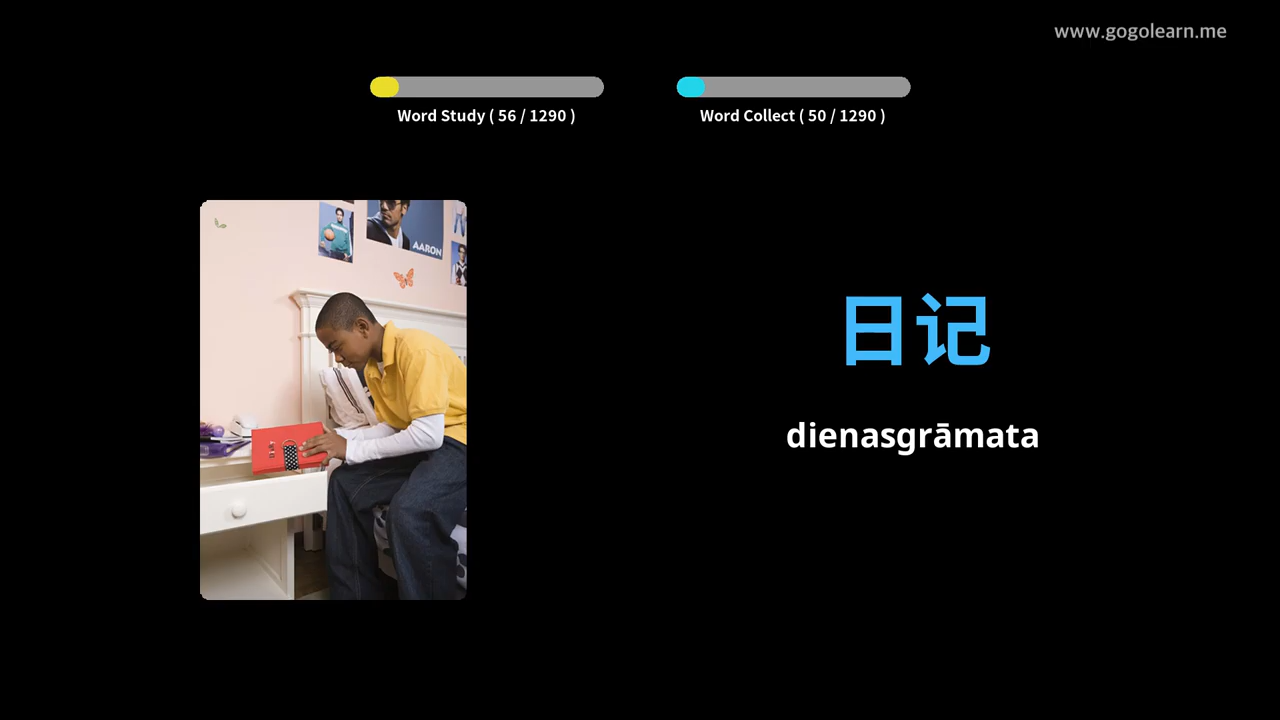 www.gogolearn.me
Word Study ( 56 / 1290 )
Word Collect ( 50 / 1290 )
AARON
日记
dienasgrāmata